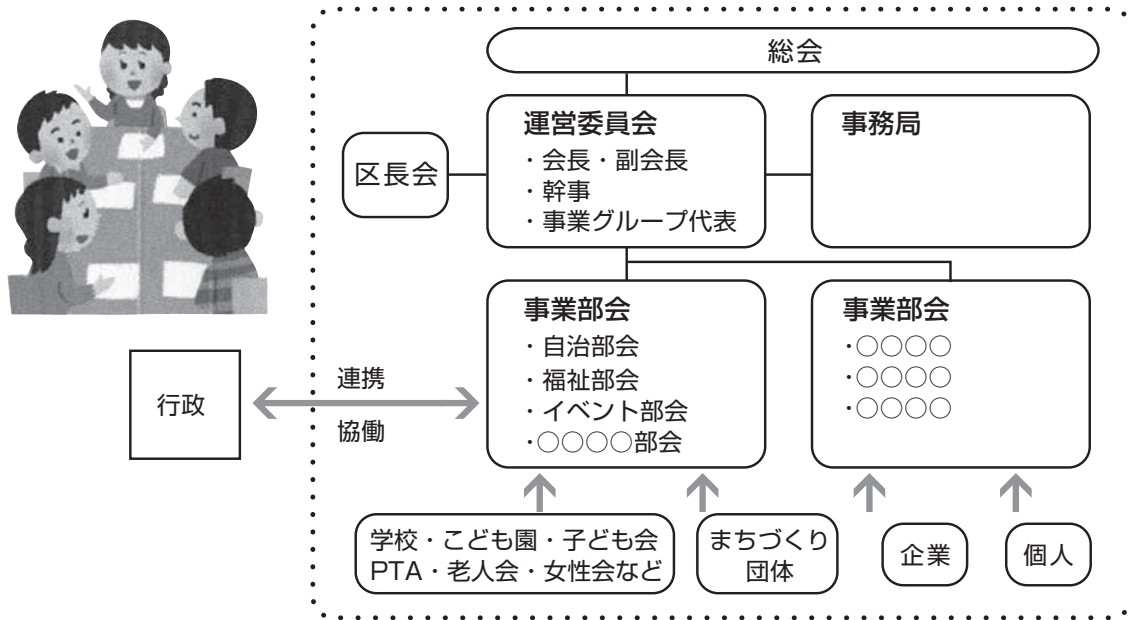 総会
運営委員会
・会長・副会長
・幹事
・事業グループ代表
事務局
区長会
事業部会
・自治部会
・福祉部会
・イベント部会
・○○○○部会
事業部会
・○○○○
・○○○○
・○○○○
行政
連携
協働
学校・こども園・子ども会
PTA・老人会・女性会など
まちづくり
団体
企業
個人